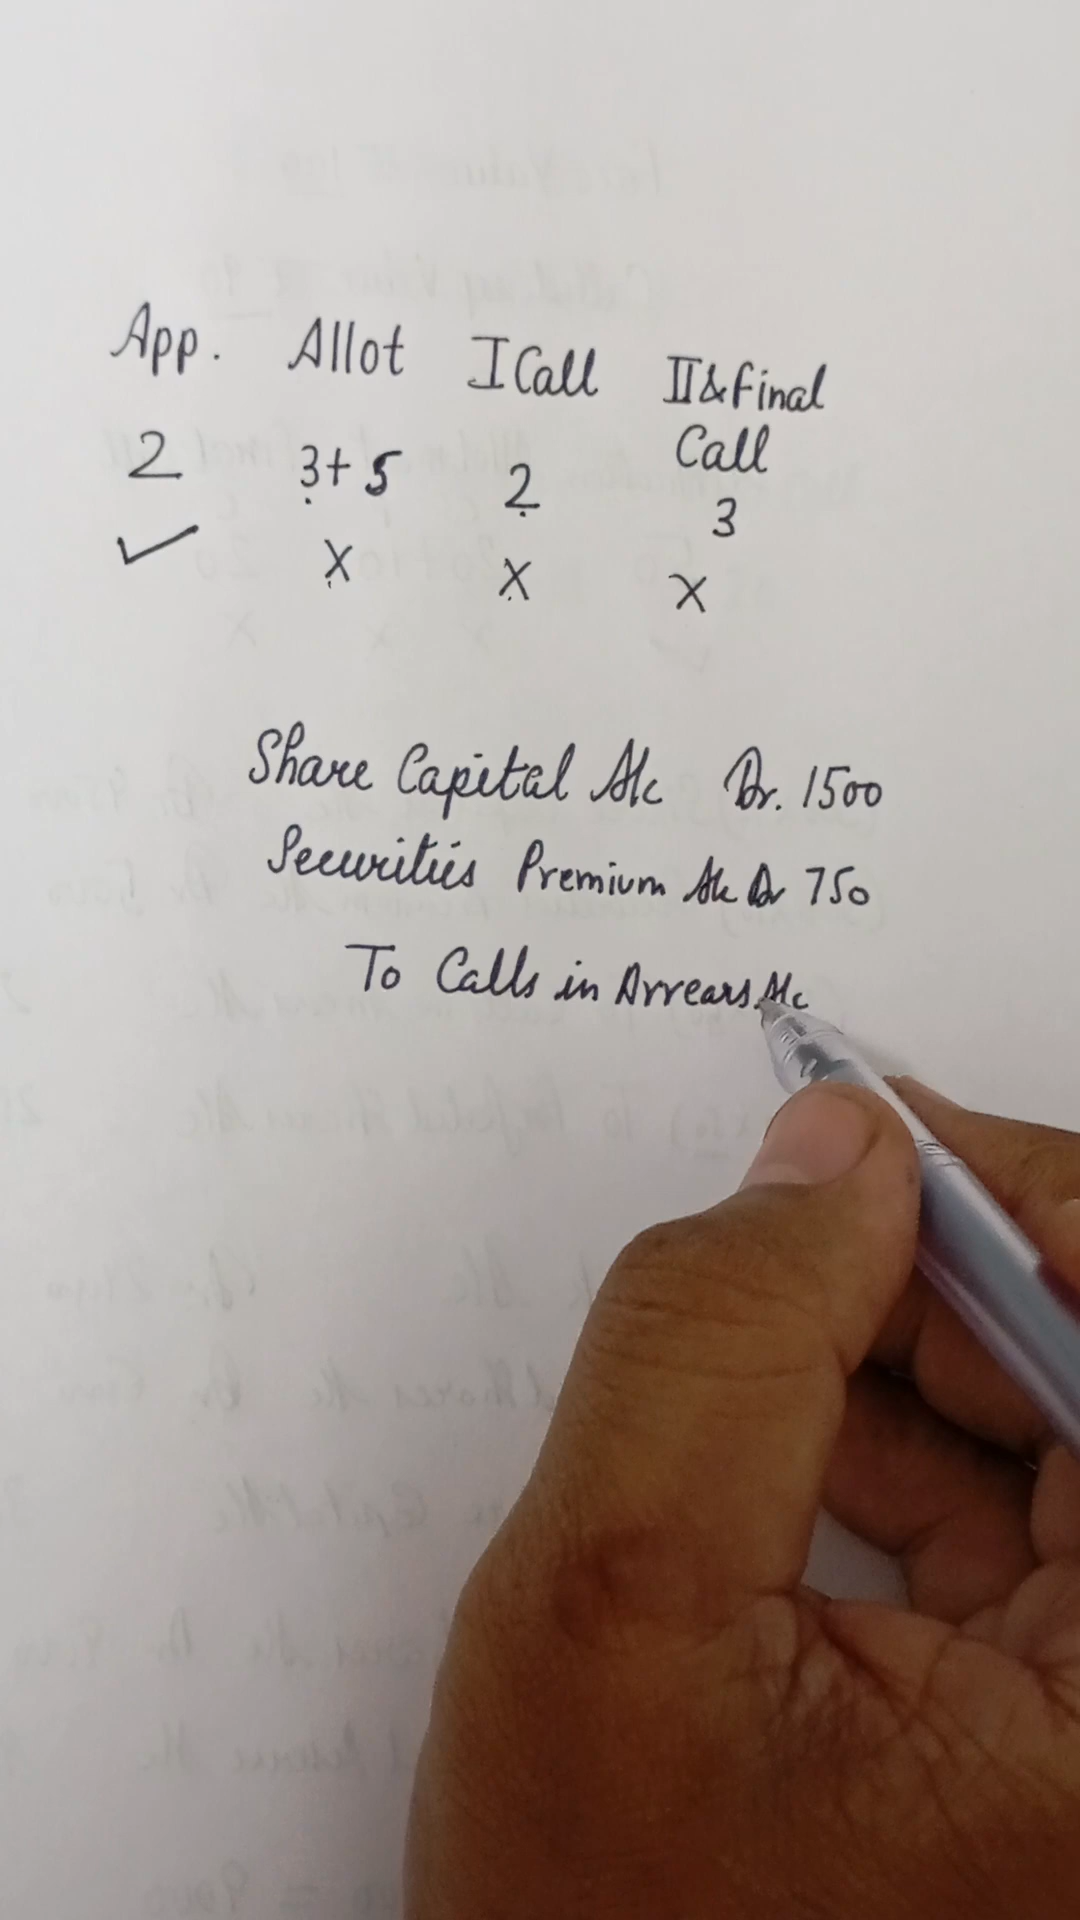 App. Allot I Call II & Final
Call
2 3+5 2 3
✓ X X X
Share Capital A/c Dr. 1500
Securities Premium A/c Dr 750
To Calls in Arrears A/c